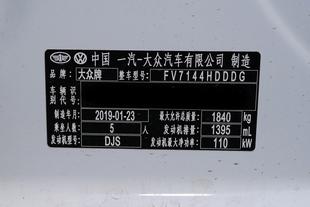 中国 一汽-大众汽车有限公司 制造
品牌 大众牌 整车型号 FV7144HDDDG
车辆识别代号
制造年月 2019-01-23 最大允许总质量 1840 kg
乘坐人数 5 人 发动机排量 1395 mL
发动机型号 DJS 发动机最大净功率 110 kW